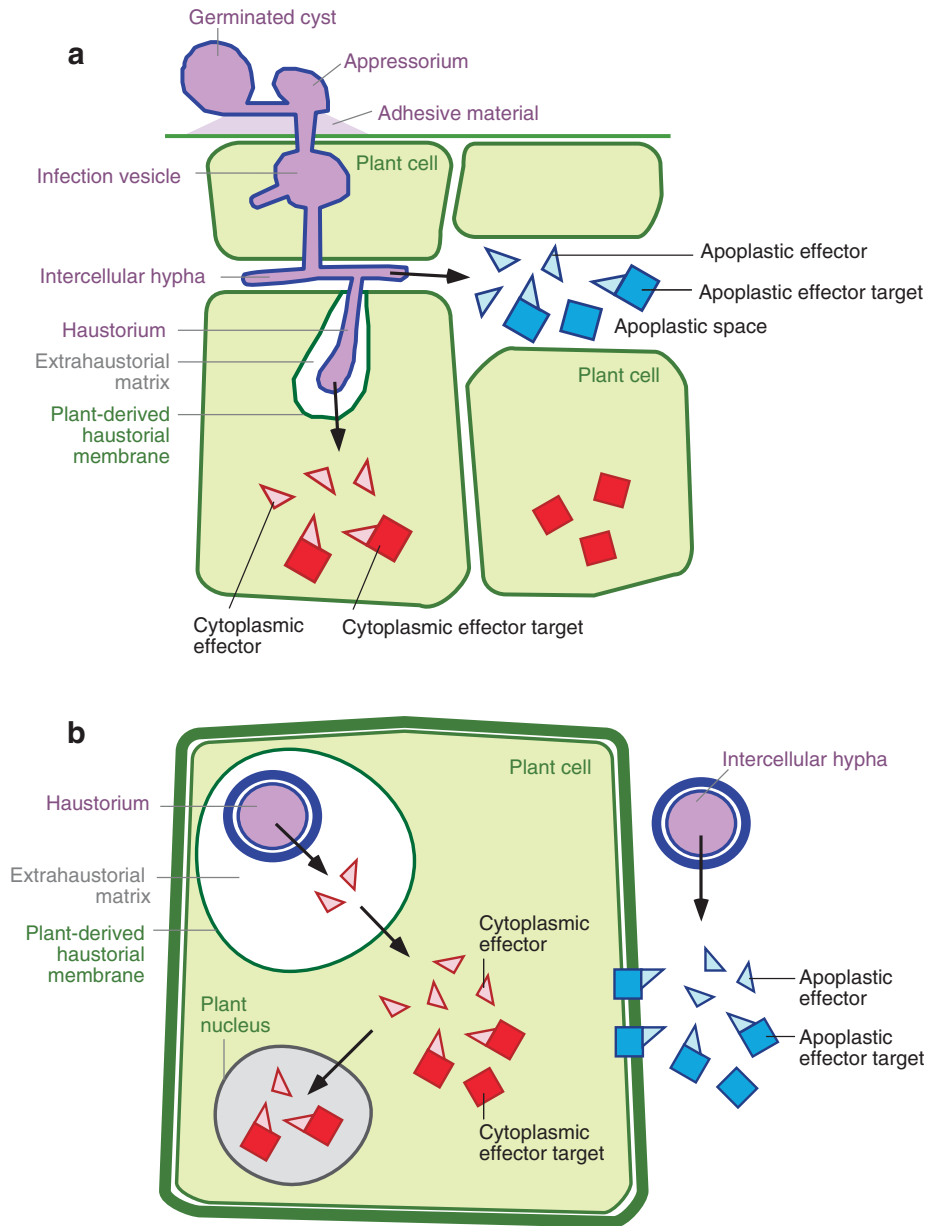 Germinated cyst
a
Appressorium
Adhesive material
Plant cell
Infection vesicle
Apoplastic effector
Intercellular hypha
Apoplastic effector target
Apoplastic space
Haustorium
Extrahaustorial
matrix
Plant cell
Plant-derived
haustorial
membrane
Cytoplasmic
effector
Cytoplasmic effector target
b
Plant cell
Intercellular hypha
Haustorium
Extrahaustorial
matrix
Plant-derived
haustorial
membrane
Cytoplasmic
effector
Apoplastic
effector
Plant
nucleus
Apoplastic
effector target
Cytoplasmic
effector target